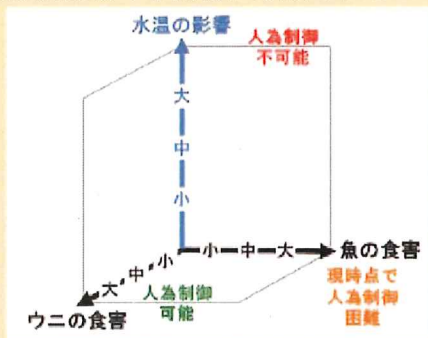 水温の影響
人為制御
不可能
大
中
小
小 中 大
魚の食害
小
中
大
人為制御
可能
現時点で
人為制御
困難
ウニの食害